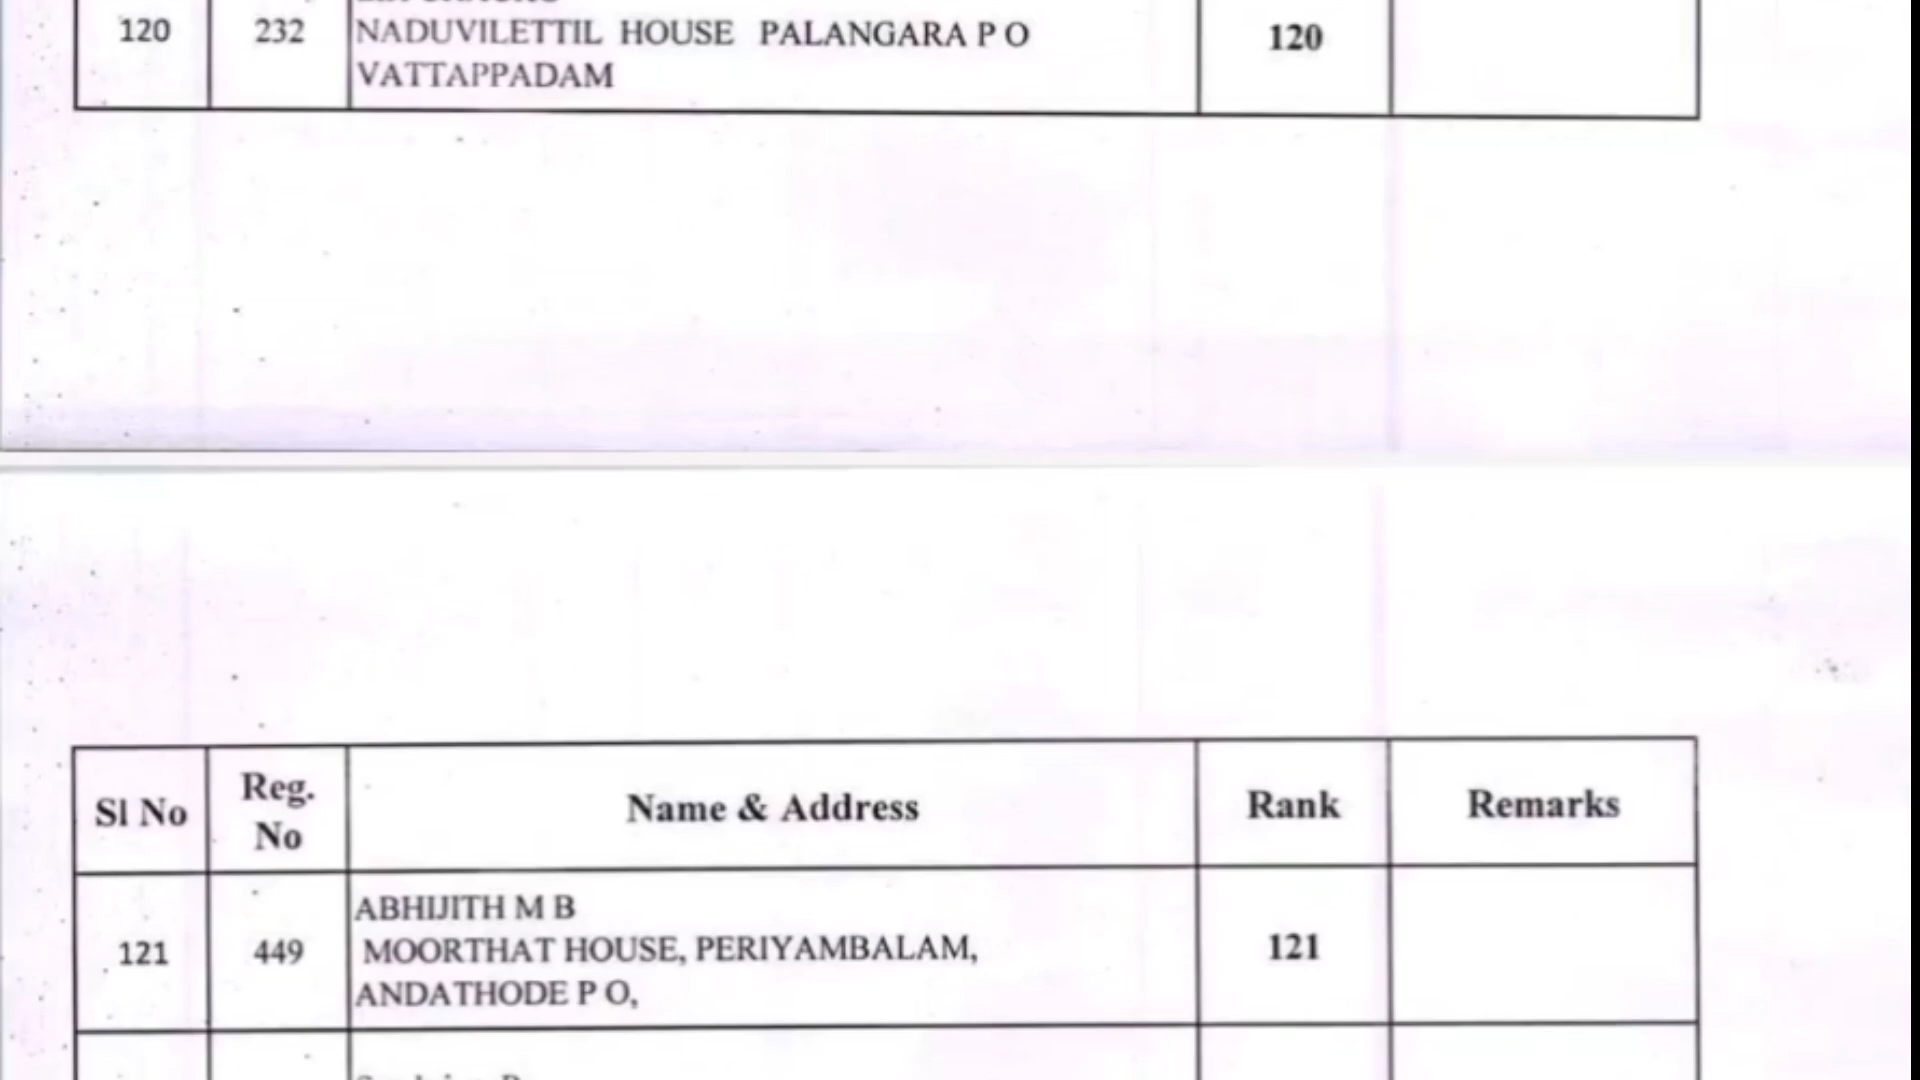 120 232 NADUVILETTIL HOUSE PALANGARA P O 120
VATTAPPADAM
Sl No Reg. No Name & Address Rank Remarks
ABHIJITH M B
121 449 MOORTHAT HOUSE, PERIYAMBALAM, 121
ANDATHODE P O,